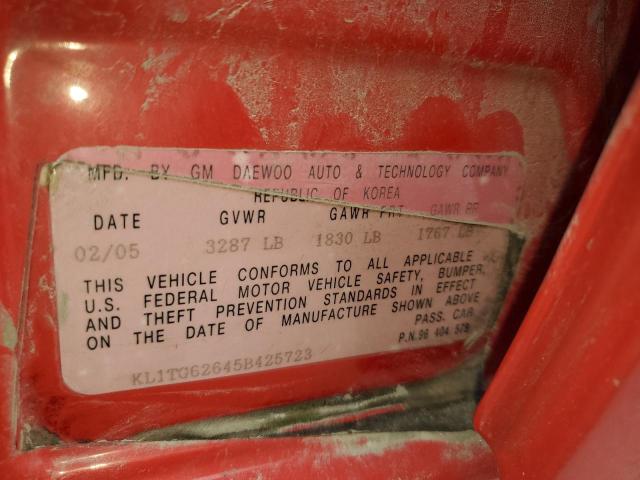 MFD. BY GM DAEWOO AUTO & TECHNOLOGY COMPANY
REPUBLIC OF KOREA
DATE GVWR GAWR FRT GAWR RR
02/05 3287 LB 1830 LB 1767 LB
THIS VEHICLE CONFORMS TO ALL APPLICABLE
U.S. FEDERAL MOTOR VEHICLE SAFETY, BUMPER,
AND THEFT PREVENTION STANDARDS IN EFFECT
ON THE DATE OF MANUFACTURE SHOWN ABOVE
PASS. CAR
P.N.96 404 578
KL1TG62645B425723